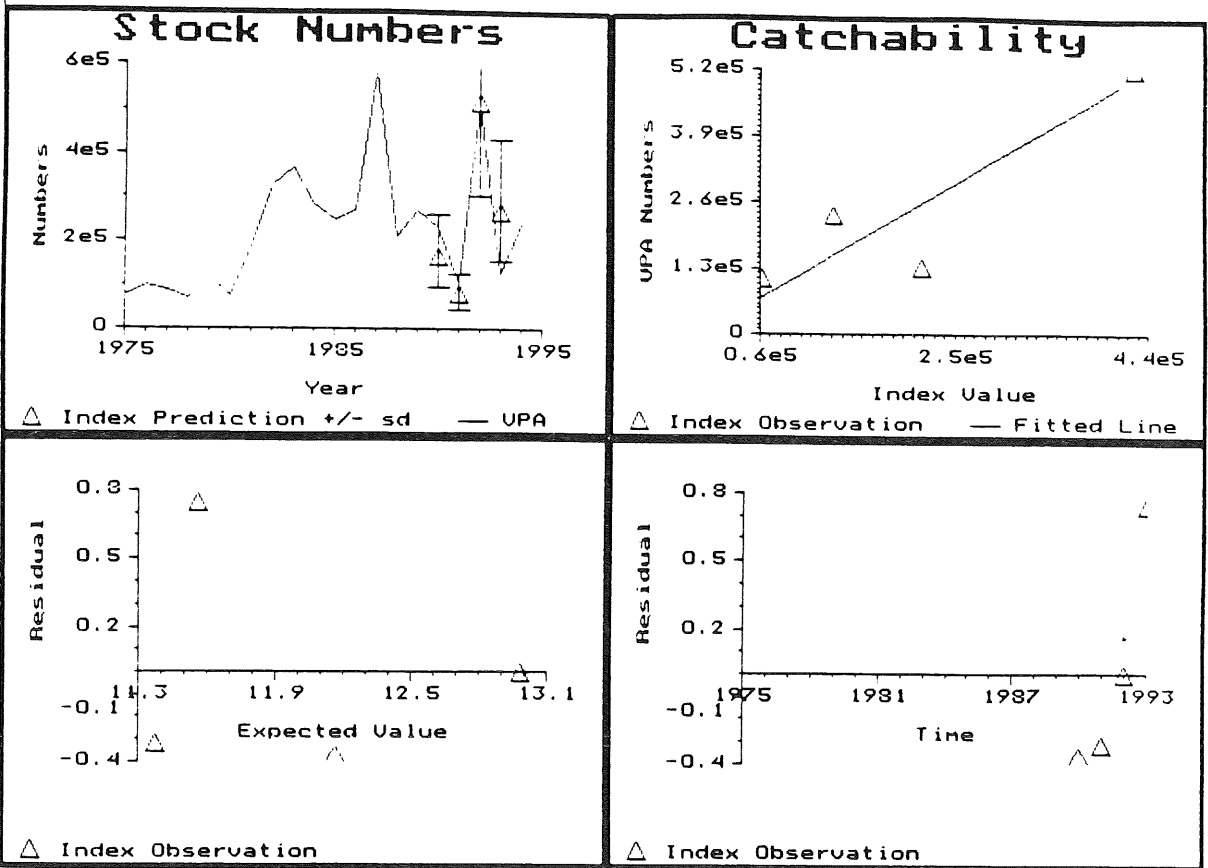 Stock Numbers
6e5
4e5
2e5
0
Numbers
1975 1985 1995
Year
△ Index Prediction +/- sd — VPA
Catchability
5.2e5
3.9e5
2.6e5
1.3e5
0
VPA Numbers
0.6e5 2.5e5 4.4e5
Index Value
△ Index Observation — Fitted Line
0.8
0.5
0.2
-0.1
-0.4
Residual
11.3 11.9 12.5 13.1
Expected Value
△ Index Observation
0.8
0.5
0.2
-0.1
-0.4
Residual
1975 1981 1987 1993
Time
△ Index Observation